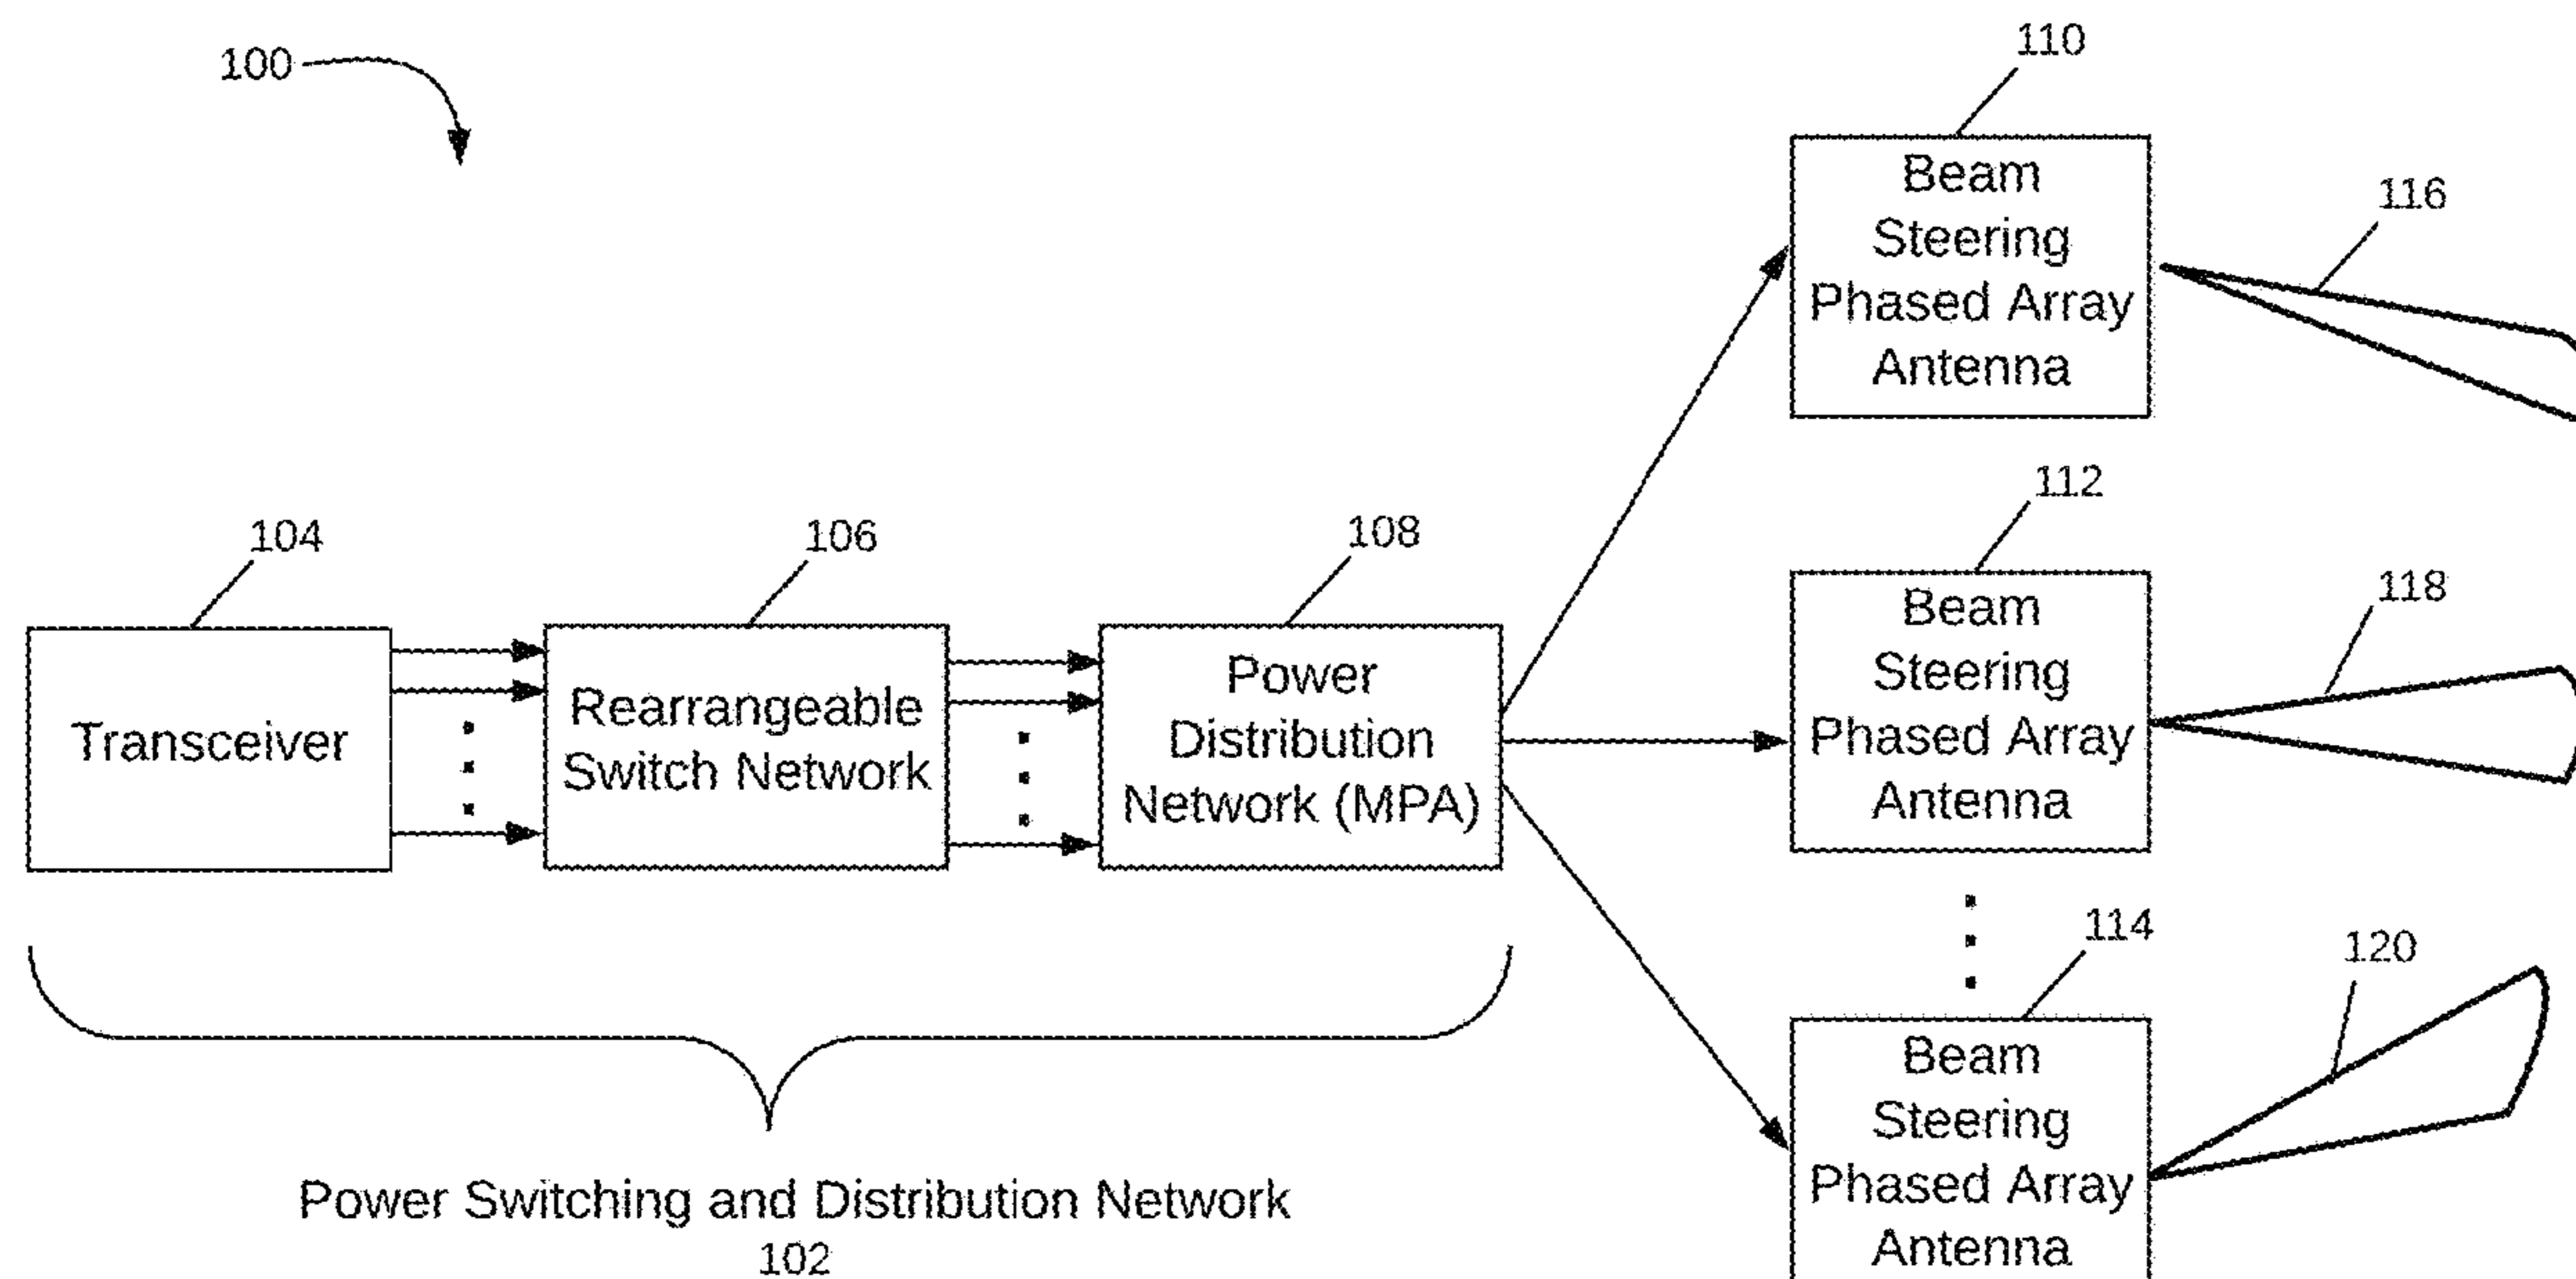 100
110
Beam
Steering
Phased Array
Antenna
116
104
Transceiver
106
Rearrangeable
Switch Network
108
Power
Distribution
Network (MPA)
112
Beam
Steering
Phased Array
Antenna
118
114
Beam
Steering
Phased Array
Antenna
120
Power Switching and Distribution Network
102